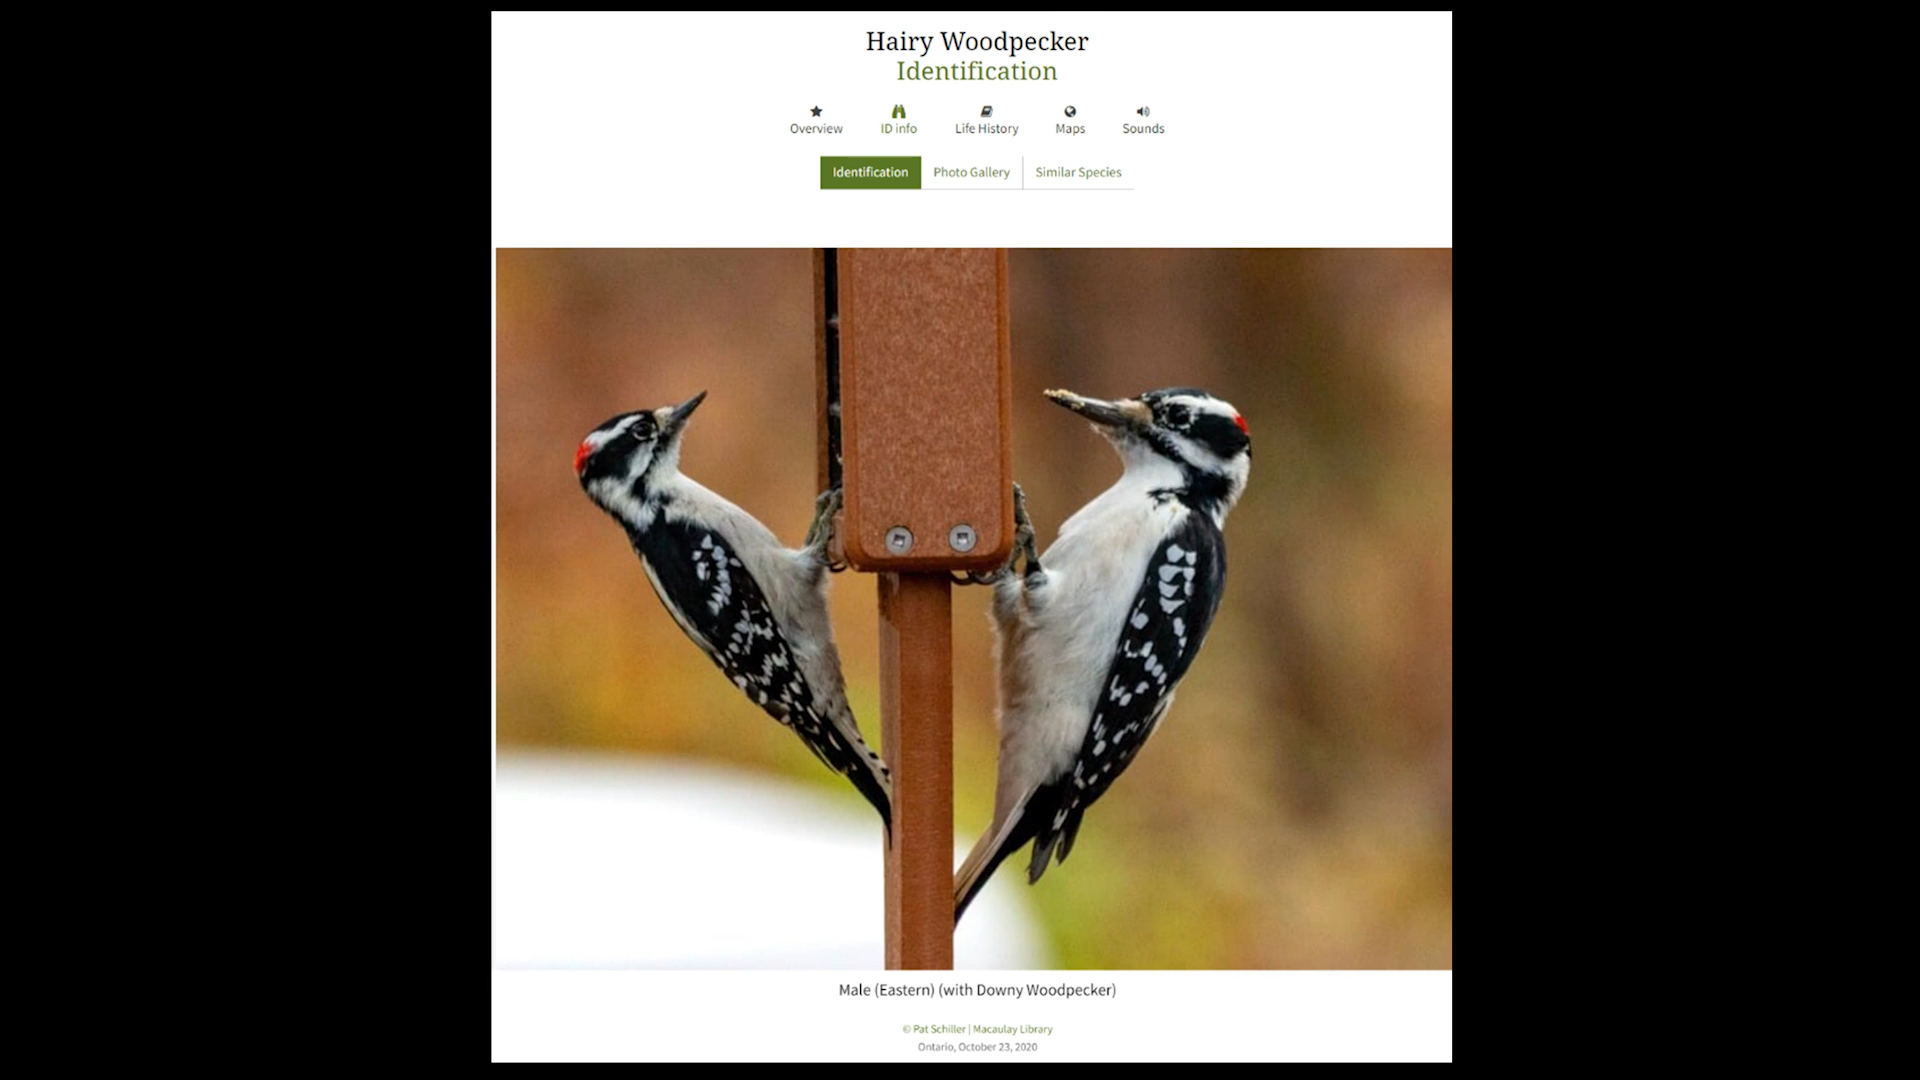 Hairy Woodpecker
Identification
Overview
ID info
Life History
Maps
Sounds
Identification
Photo Gallery
Similar Species
Male (Eastern) (with Downy Woodpecker)
© Pat Schiller | Macaulay Library
Ontario, October 23, 2020